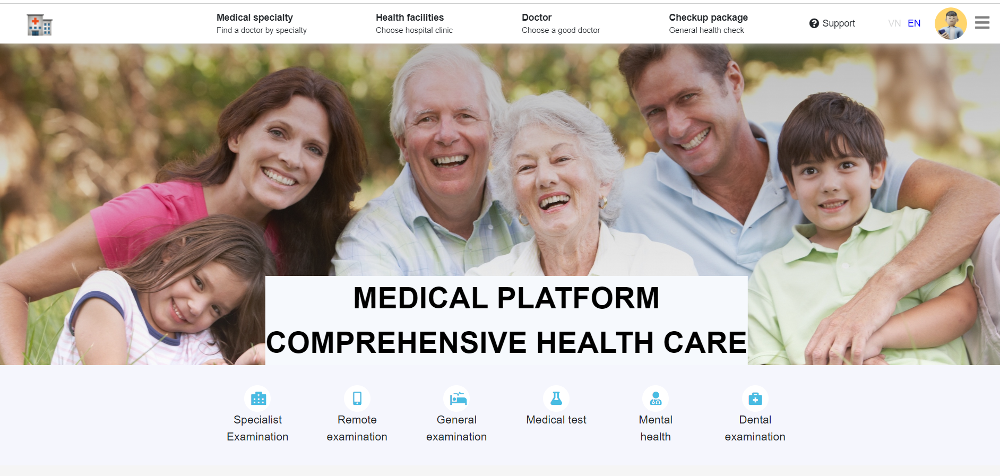 Medical specialty
Find a doctor by specialty
Health facilities
Choose hospital clinic
Doctor
Choose a good doctor
Checkup package
General health check
Support
VN EN
MEDICAL PLATFORM
COMPREHENSIVE HEALTH CARE
Specialist
Examination
Remote
examination
General
examination
Medical test
Mental
health
Dental
examination